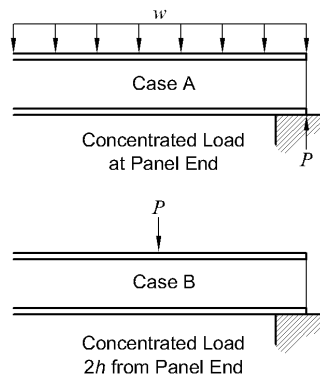 w
Case A
Concentrated Load
at Panel End
P
P
Case B
Concentrated Load
2h from Panel End